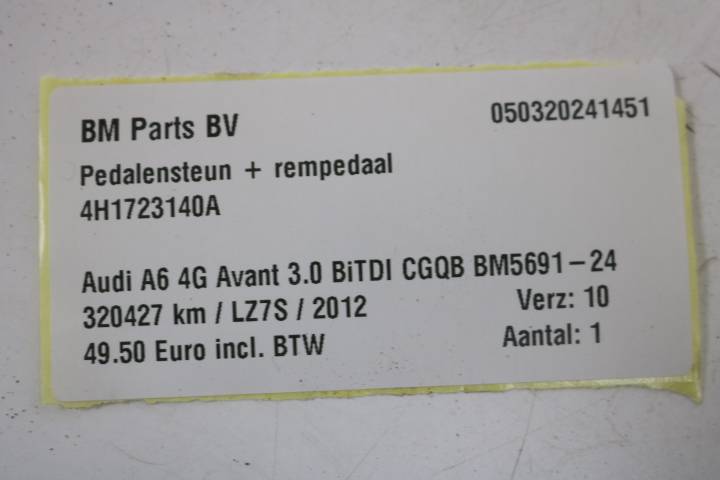 BM Parts BV 050320241451
Pedalensteun + rempedaal
4H1723140A
Audi A6 4G Avant 3.0 BiTDI CGQB BM5691-24
320427 km / LZ7S / 2012 Verz: 10
49.50 Euro incl. BTW Aantal: 1